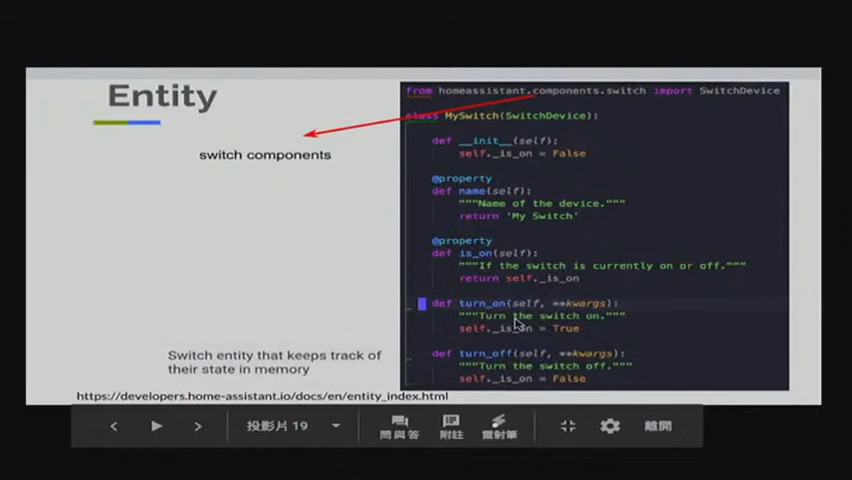 Entity
switch components
from homeassistant.components.switch import SwitchDevice
class MySwitch(SwitchDevice):
def __init__(self):
self._is_on = False
@property
def name(self):
"""Name of the device."""
return 'My Switch'
@property
def is_on(self):
"""If the switch is currently on or off."""
return self._is_on
def turn_on(self, **kwargs):
"""Turn the switch on."""
self._is_on = True
def turn_off(self, **kwargs):
"""Turn the switch off."""
self._is_on = False
Switch entity that keeps track of
their state in memory
https://developers.home-assistant.io/docs/en/entity_index.html
投影片 19
問與答
附註
雷射筆
離開